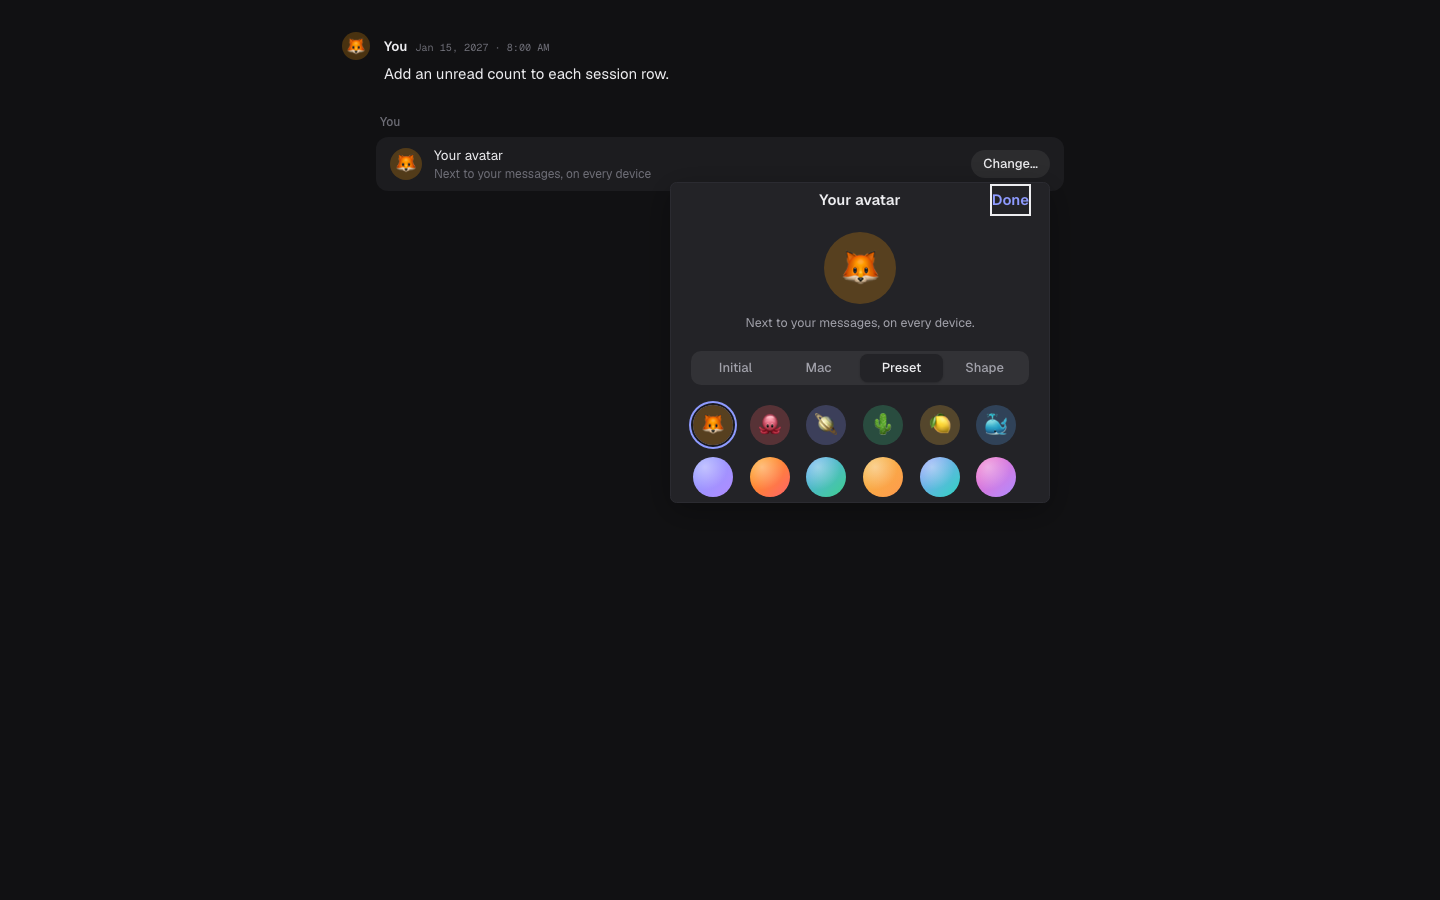 You Jan 15, 2027 · 8:00 AM
Add an unread count to each session row.
You
Your avatar
Next to your messages, on every device
Change…
Your avatar
Done
Next to your messages, on every device.
Initial Mac Preset Shape